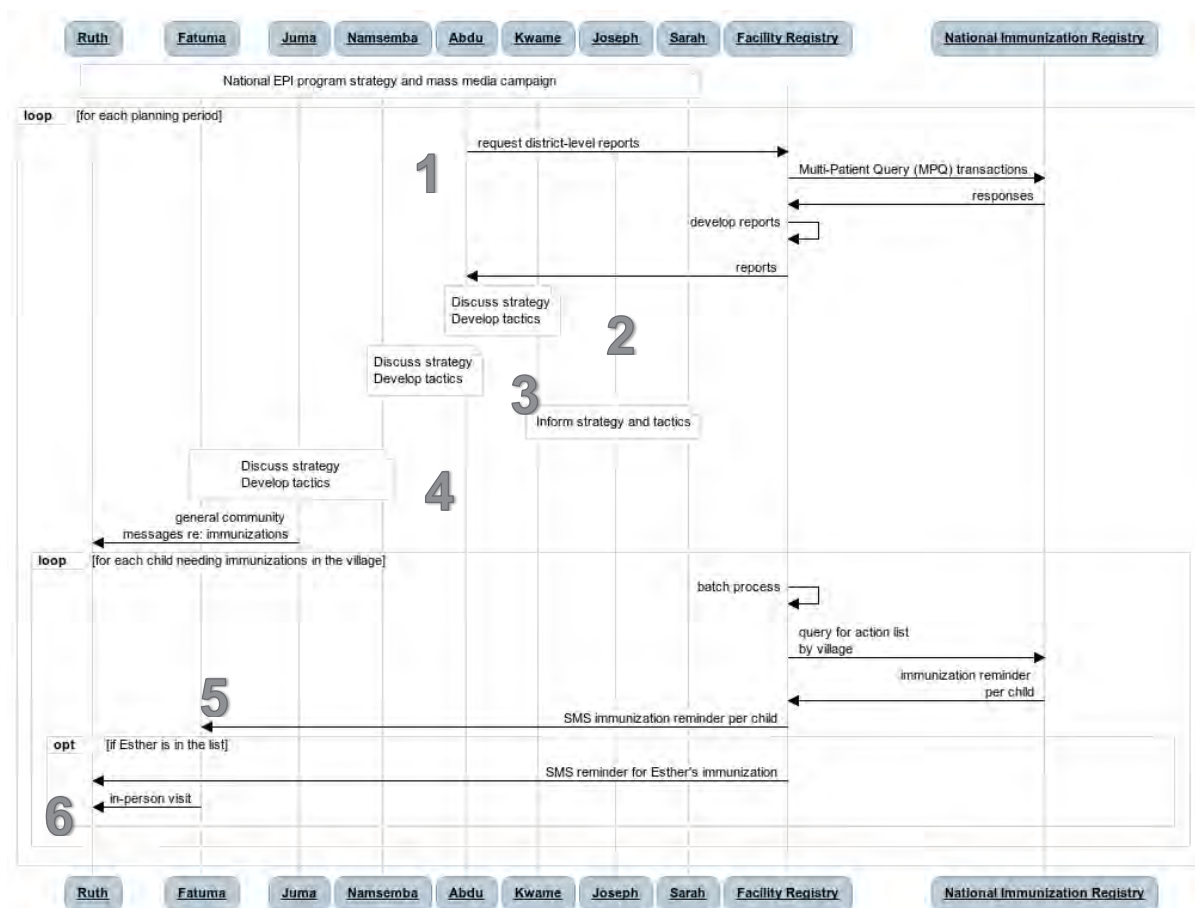 Ruth Fatuma Juma Namsemba Abdu Kwame Joseph Sarah Facility Registry National Immunization Registry
National EPI program strategy and mass media campaign
loop [for each planning period]
request district-level reports
1
Multi-Patient Query (MPQ) transactions
responses
develop reports
reports
Discuss strategy
Develop tactics
2
Discuss strategy
Develop tactics
3
Inform strategy and tactics
Discuss strategy
Develop tactics
4
general community
messages re: immunizations
loop [for each child needing immunizations in the village]
batch process
query for action list
by village
immunization reminder
per child
5
SMS immunization reminder per child
opt [if Esther is in the list]
SMS reminder for Esther's immunization
in-person visit
6
Ruth Fatuma Juma Namsemba Abdu Kwame Joseph Sarah Facility Registry National Immunization Registry